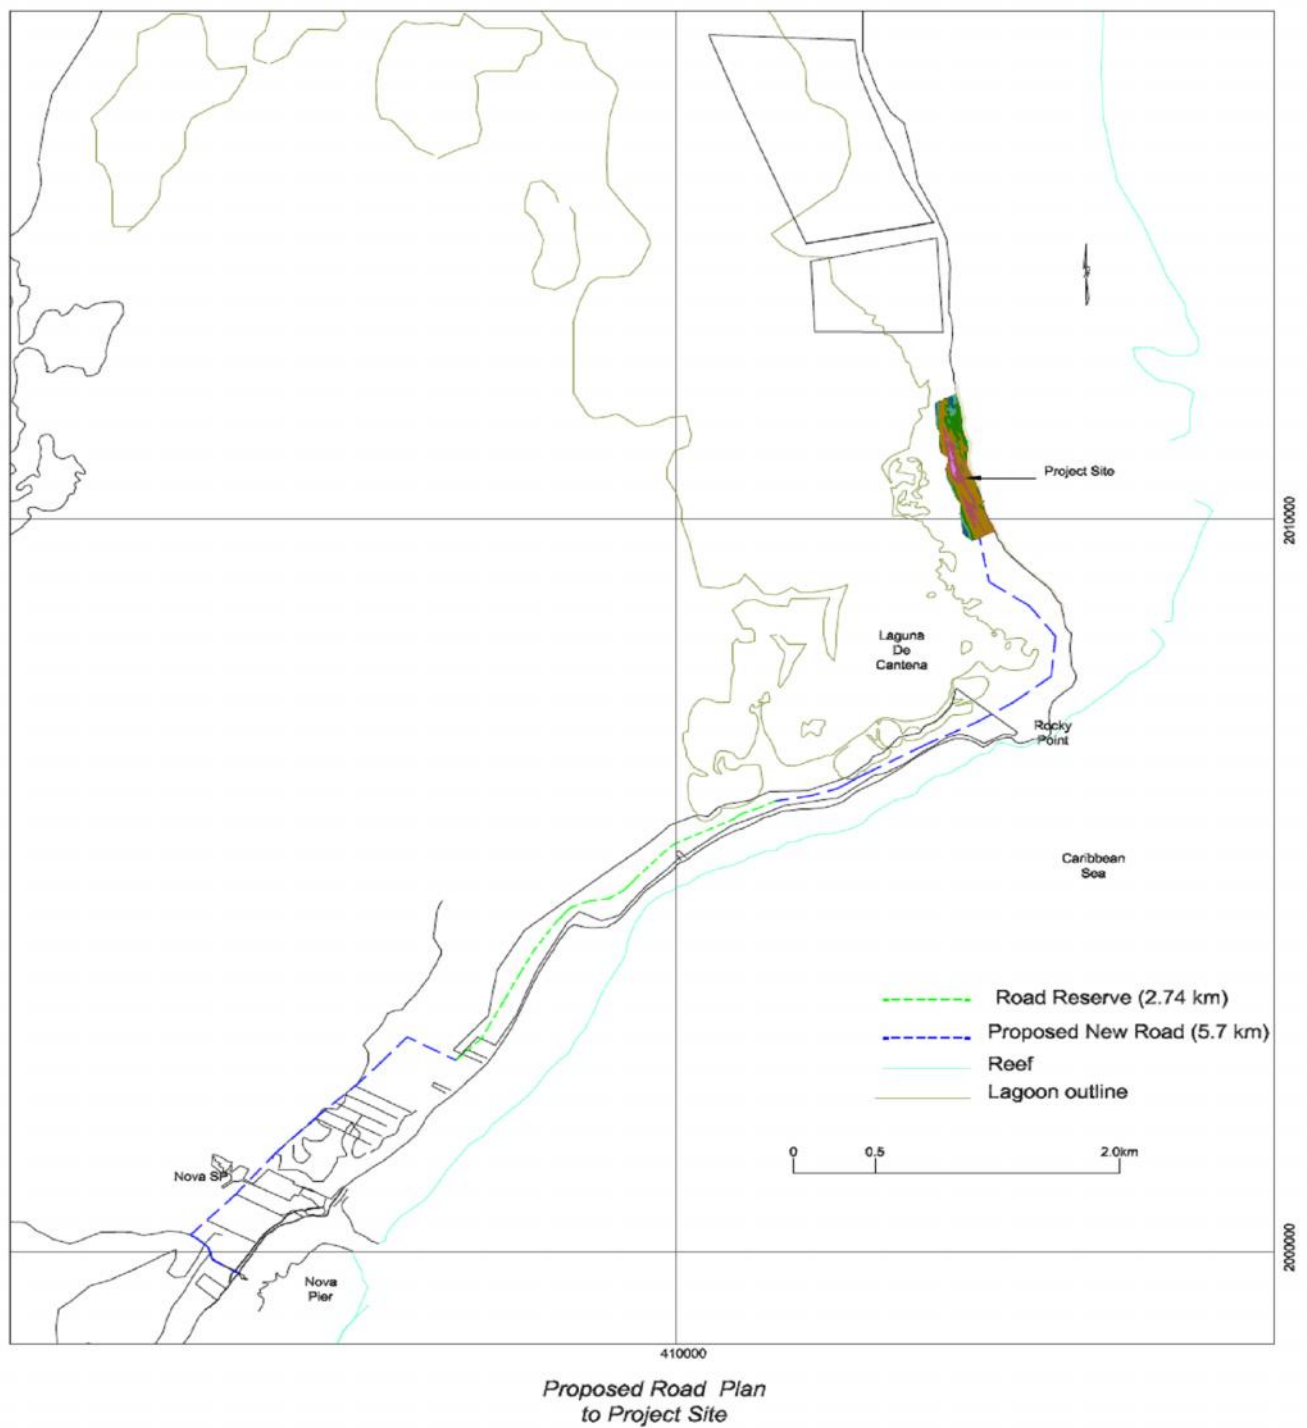 Project Site
2010000
Laguna
De
Cantena
Rocky
Point
Caribbean
Sea
Road Reserve (2.74 km)
Proposed New Road (5.7 km)
Reef
Lagoon outline
0 0.5 2.0km
Nova SP
2000000
Nova
Pier
410000
Proposed Road Plan
to Project Site